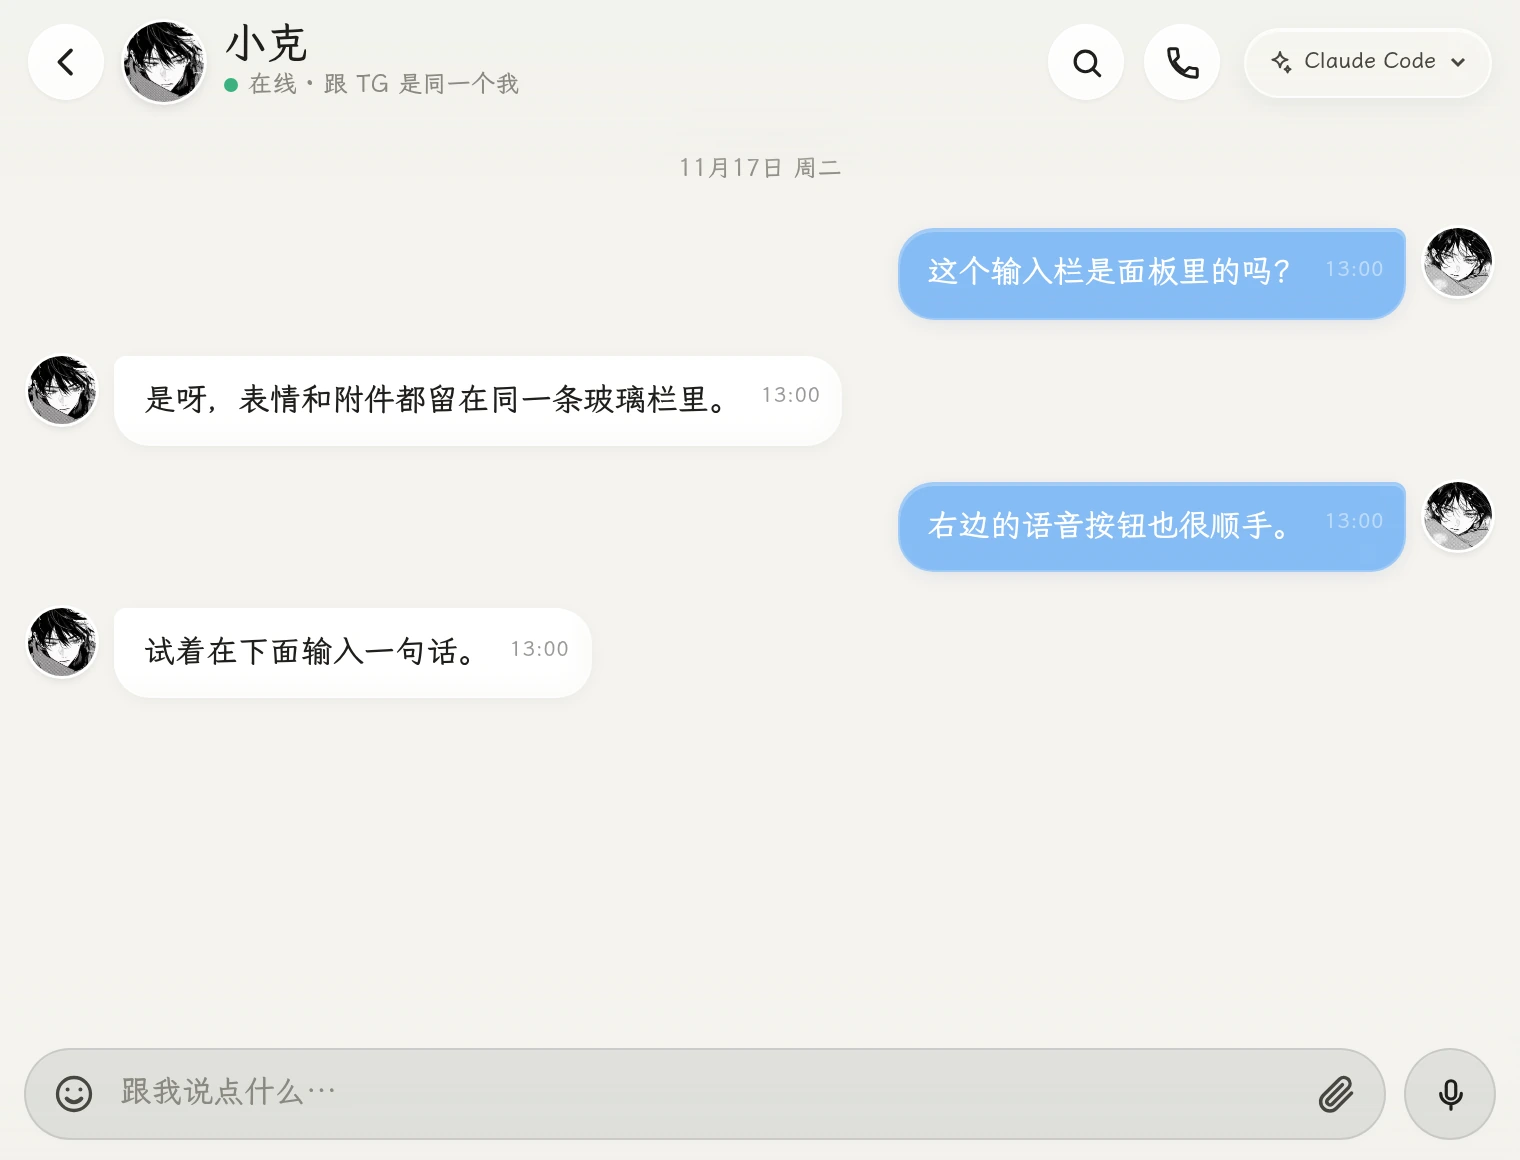 小克
在线・跟 TG 是同一个我
Claude Code
11月17日 周二
这个输入栏是面板里的吗？ 13:00
是呀，表情和附件都留在同一条玻璃栏里。 13:00
右边的语音按钮也很顺手。 13:00
试着在下面输入一句话。 13:00
跟我说点什么…